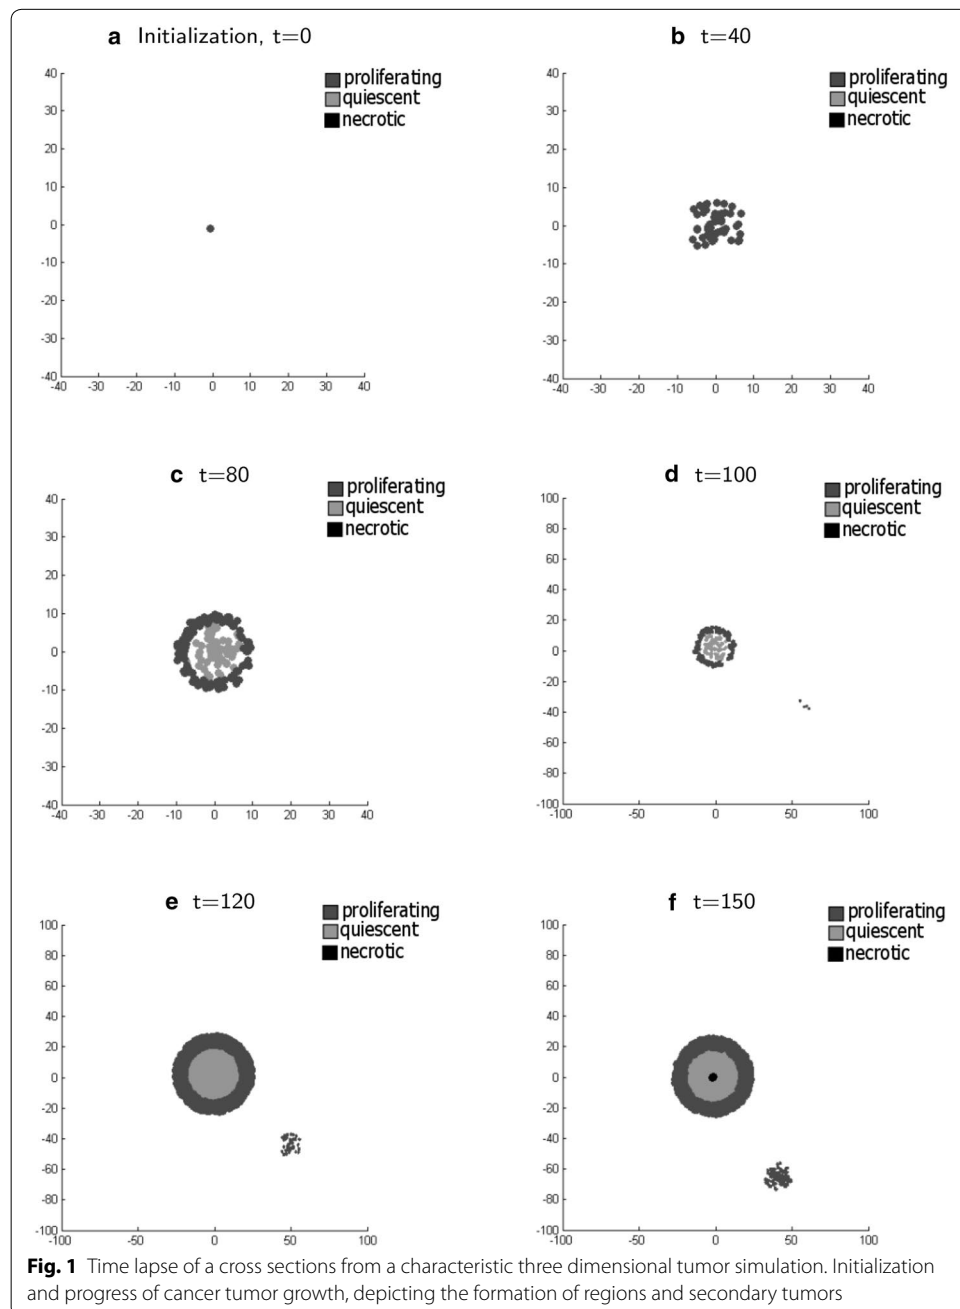 a Initialization, t=0
40
30
20
10
0
-10
-20
-30
-40
-40 -30 -20 -10 0 10 20 30 40
proliferating
quiescent
necrotic
b t=40
40
30
20
10
0
-10
-20
-30
-40
-40 -30 -20 -10 0 10 20 30 40
proliferating
quiescent
necrotic
c t=80
40
30
20
10
0
-10
-20
-30
-40
-40 -30 -20 -10 0 10 20 30 40
proliferating
quiescent
necrotic
d t=100
100
80
60
40
20
0
-20
-40
-60
-80
-100
-100 -50 0 50 100
proliferating
quiescent
necrotic
e t=120
100
80
60
40
20
0
-20
-40
-60
-80
-100
-100 -50 0 50 100
proliferating
quiescent
necrotic
f t=150
100
80
60
40
20
0
-20
-40
-60
-80
-100
-100 -50 0 50 100
proliferating
quiescent
necrotic
Fig. 1 Time lapse of a cross sections from a characteristic three dimensional tumor simulation. Initialization
and progress of cancer tumor growth, depicting the formation of regions and secondary tumors